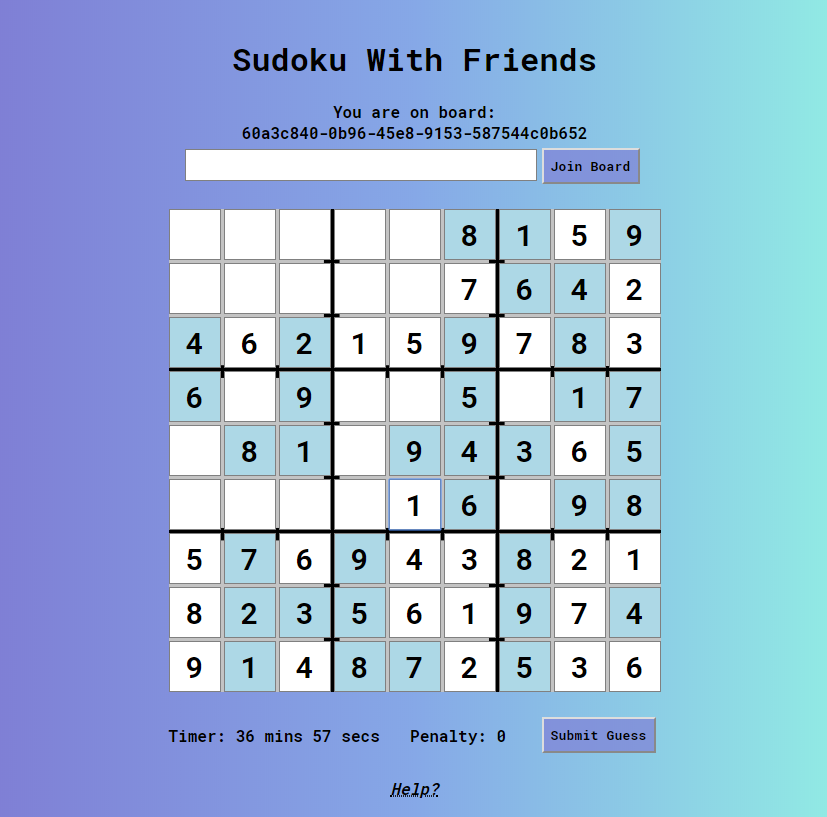 Sudoku With Friends
You are on board:
60a3c840-0b96-45e8-9153-587544c0b652
Join Board
8 1 5 9
7 6 4 2
4 6 2 1 5 9 7 8 3
6 9 5 1 7
8 1 9 4 3 6 5
1 6 9 8
5 7 6 9 4 3 8 2 1
8 2 3 5 6 1 9 7 4
9 1 4 8 7 2 5 3 6
Timer: 36 mins 57 secs Penalty: 0 Submit Guess
Help?